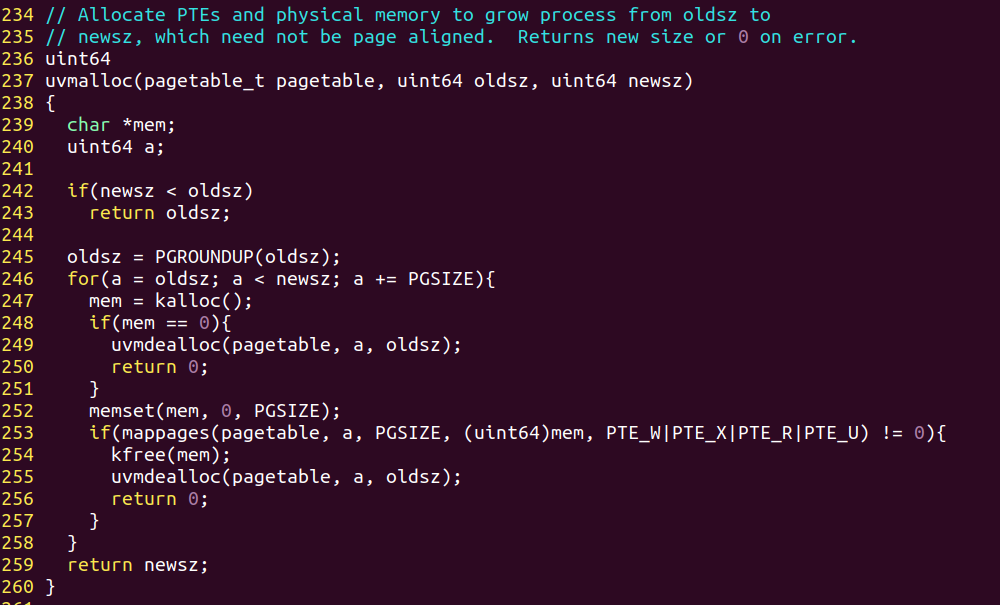 234 // Allocate PTEs and physical memory to grow process from oldsz to
235 // newsz, which need not be page aligned.  Returns new size or 0 on error.
236 uint64
237 uvmalloc(pagetable_t pagetable, uint64 oldsz, uint64 newsz)
238 {
239   char *mem;
240   uint64 a;
241
242   if(newsz < oldsz)
243     return oldsz;
244
245   oldsz = PGROUNDUP(oldsz);
246   for(a = oldsz; a < newsz; a += PGSIZE){
247     mem = kalloc();
248     if(mem == 0){
249       uvmdealloc(pagetable, a, oldsz);
250       return 0;
251     }
252     memset(mem, 0, PGSIZE);
253     if(mappages(pagetable, a, PGSIZE, (uint64)mem, PTE_W|PTE_X|PTE_R|PTE_U) != 0){
254       kfree(mem);
255       uvmdealloc(pagetable, a, oldsz);
256       return 0;
257     }
258   }
259   return newsz;
260 }